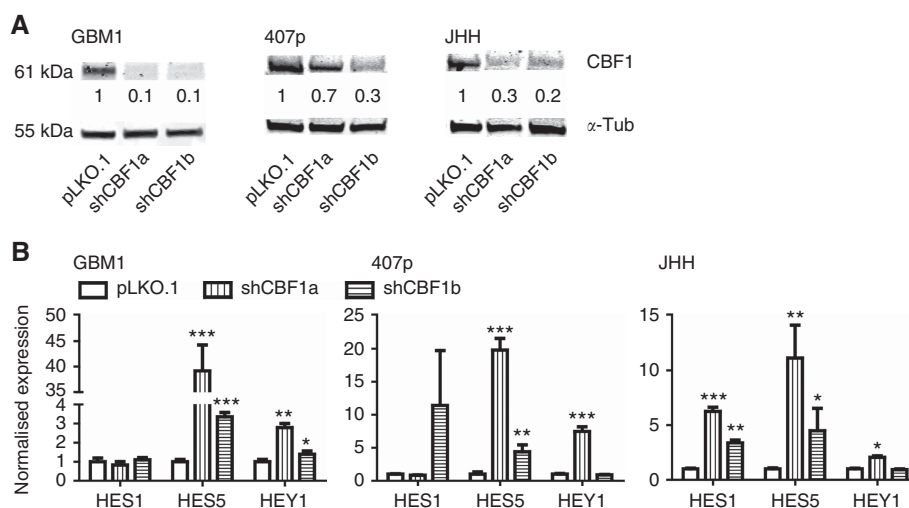 A
GBM1 407p JHH
61 kDa CBF1
1 0.1 0.1 1 0.7 0.3 1 0.3 0.2
55 kDa α-Tub
pLKO.1 shCBF1a shCBF1b pLKO.1 shCBF1a shCBF1b pLKO.1 shCBF1a shCBF1b
B
GBM1 407p JHH
pLKO.1 shCBF1a shCBF1b
Normalised expression
50
45
40
35
4
3
2
1
0
*** *** ** *
HES1 HES5 HEY1
25
20
15
10
5
0
*** ** ***
HES1 HES5 HEY1
15
10
5
0
*** ** ** * *
HES1 HES5 HEY1